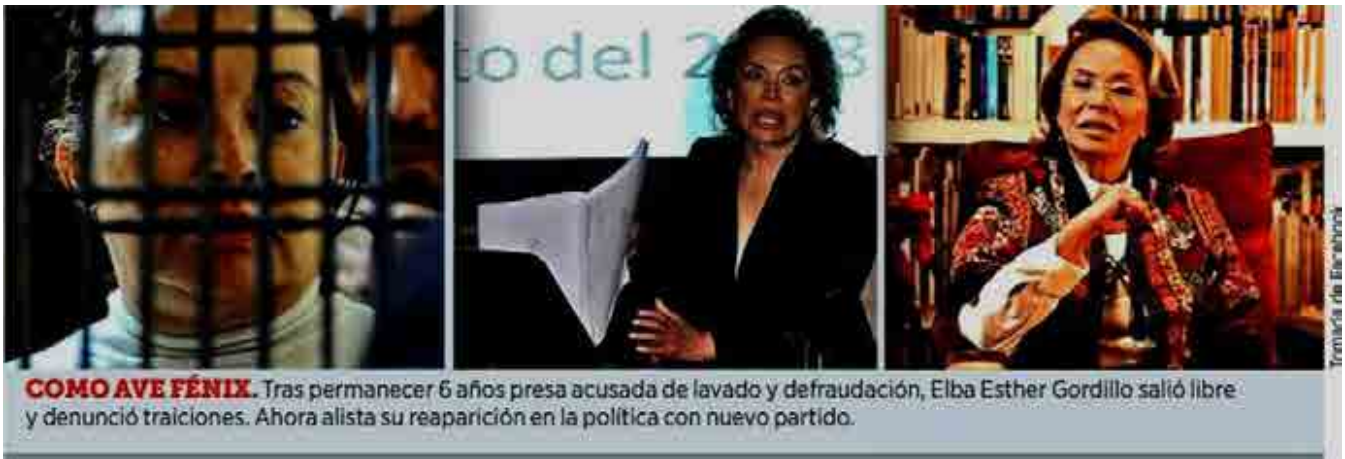 to del 2 3
COMO AVE FÉNIX. Tras permanecer 6 años presa acusada de lavado y defraudación, Elba Esther Gordillo salió libre
y denunció traiciones. Ahora alista su reaparición en la política con nuevo partido.
Tomada de Facebook